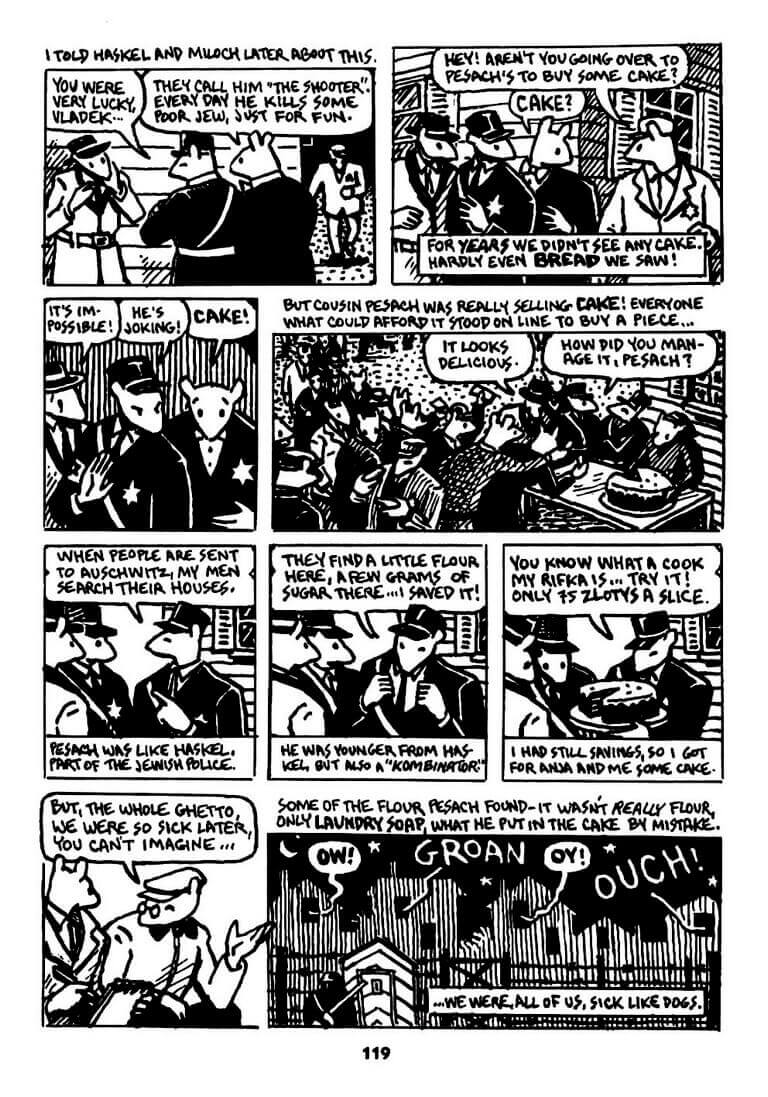 I TOLD HASKEL AND MILOCH LATER ABOUT THIS.
YOU WERE
VERY LUCKY,
VLADEK...
THEY CALL HIM "THE SHOOTER".
EVERY DAY HE KILLS SOME
POOR JEW, JUST FOR FUN.
HEY! AREN'T YOU GOING OVER TO
PESACH'S TO BUY SOME CAKE?
CAKE?
FOR YEARS WE DIDN'T SEE ANY CAKE.
HARDLY EVEN BREAD WE SAW!
IT'S IM-
POSSIBLE!
HE'S
JOKING!
CAKE!
BUT COUSIN PESACH WAS REALLY SELLING CAKE! EVERYONE
WHAT COULD AFFORD IT STOOD ON LINE TO BUY A PIECE...
IT LOOKS
DELICIOUS.
HOW DID YOU MAN-
AGE IT, PESACH?
WHEN PEOPLE ARE SENT
TO AUSCHWITZ, MY MEN
SEARCH THEIR HOUSES.
PESACH WAS LIKE HASKEL,
PART OF THE JEWISH POLICE.
THEY FIND A LITTLE FLOUR
HERE, A FEW GRAMS OF
SUGAR THERE...I SAVED IT!
HE WAS YOUNGER FROM HAS-
KEL, BUT ALSO A "KOMBINATOR."
YOU KNOW WHAT A COOK
MY RIFKA IS... TRY IT!
ONLY 75 ZLOTYS A SLICE.
I HAD STILL SAVINGS, SO I GOT
FOR ANJA AND ME SOME CAKE.
BUT, THE WHOLE GHETTO,
WE WERE SO SICK LATER,
YOU CAN'T IMAGINE...
SOME OF THE FLOUR PESACH FOUND-IT WASN'T REALLY FLOUR,
ONLY LAUNDRY SOAP, WHAT HE PUT IN THE CAKE BY MISTAKE.
OW!
GROAN
OY!
OUCH!
...WE WERE, ALL OF US, SICK LIKE DOGS.
119